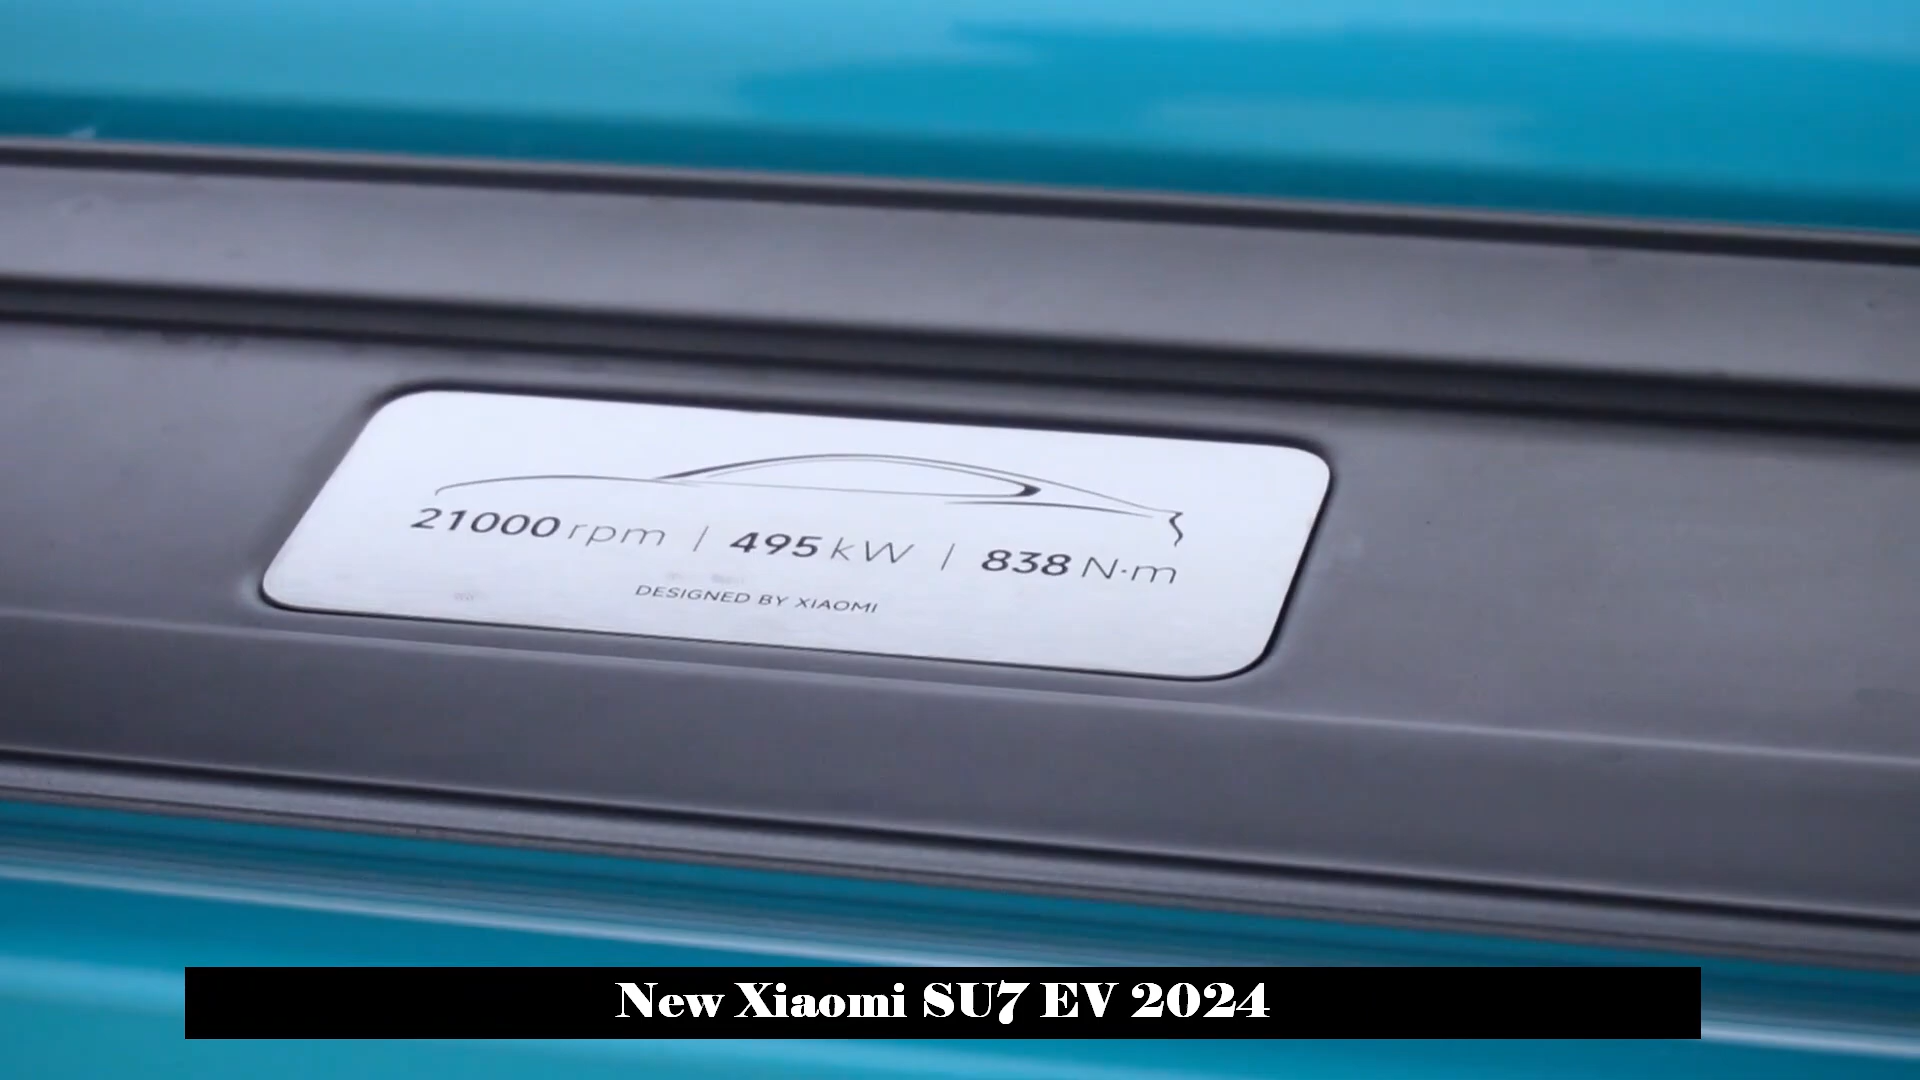 21000 rpm | 495 kW | 838 N·m
DESIGNED BY XIAOMI
New Xiaomi SU7 EV 2024